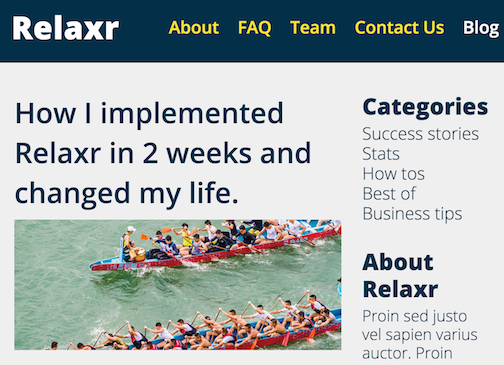 Relaxr
About FAQ Team Contact Us Blog
How I implemented
Relaxr in 2 weeks and
changed my life.
Categories
Success stories
Stats
How tos
Best of
Business tips
About
Relaxr
Proin sed justo
vel sapien varius
auctor. Proin